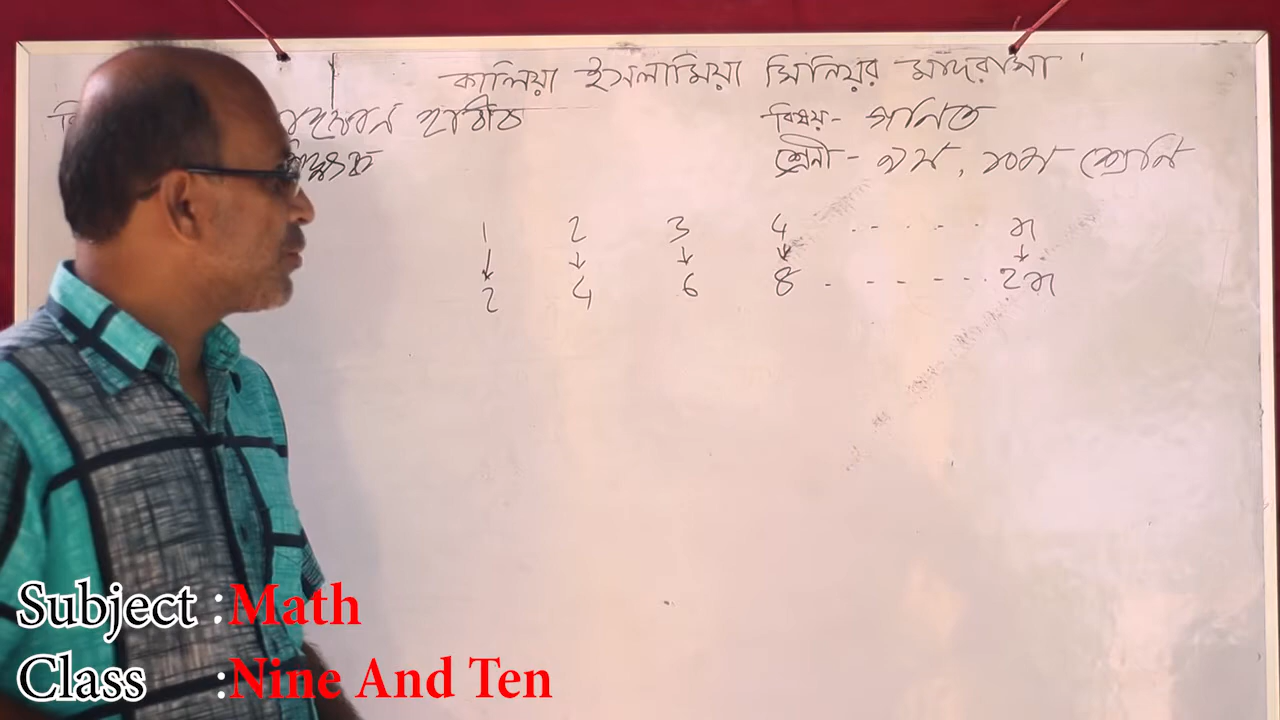 কালিয়া ইসলামিয়া সিনিয়র মাদরাসা
বিষয়- গনিত
শ্রেনী - ৯ম, ১০ম শ্রেনি
1 2 3 4 . . . . . n
2 4 6 8 . . . . . 2n
Subject : Math
Class : Nine And Ten